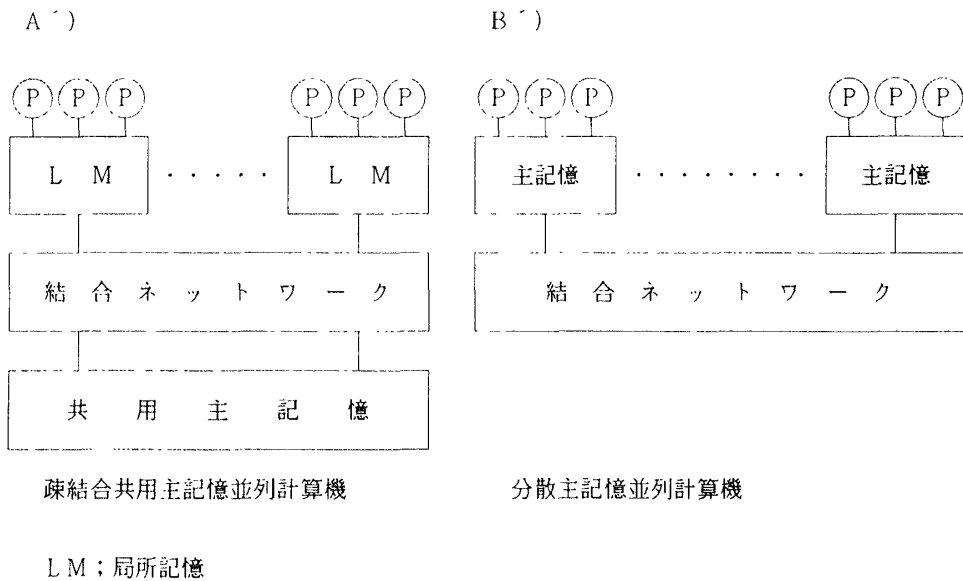 A´) B´)
P P P P P P P P P P P P
L M ・・・・・ L M 主記憶 ・・・・・・・・ 主記憶
結 合 ネ ッ ト ワ ー ク 結 合 ネ ッ ト ワ ー ク
共 用 主 記 憶
疎結合共用主記憶並列計算機 分散主記憶並列計算機
LM;局所記憶